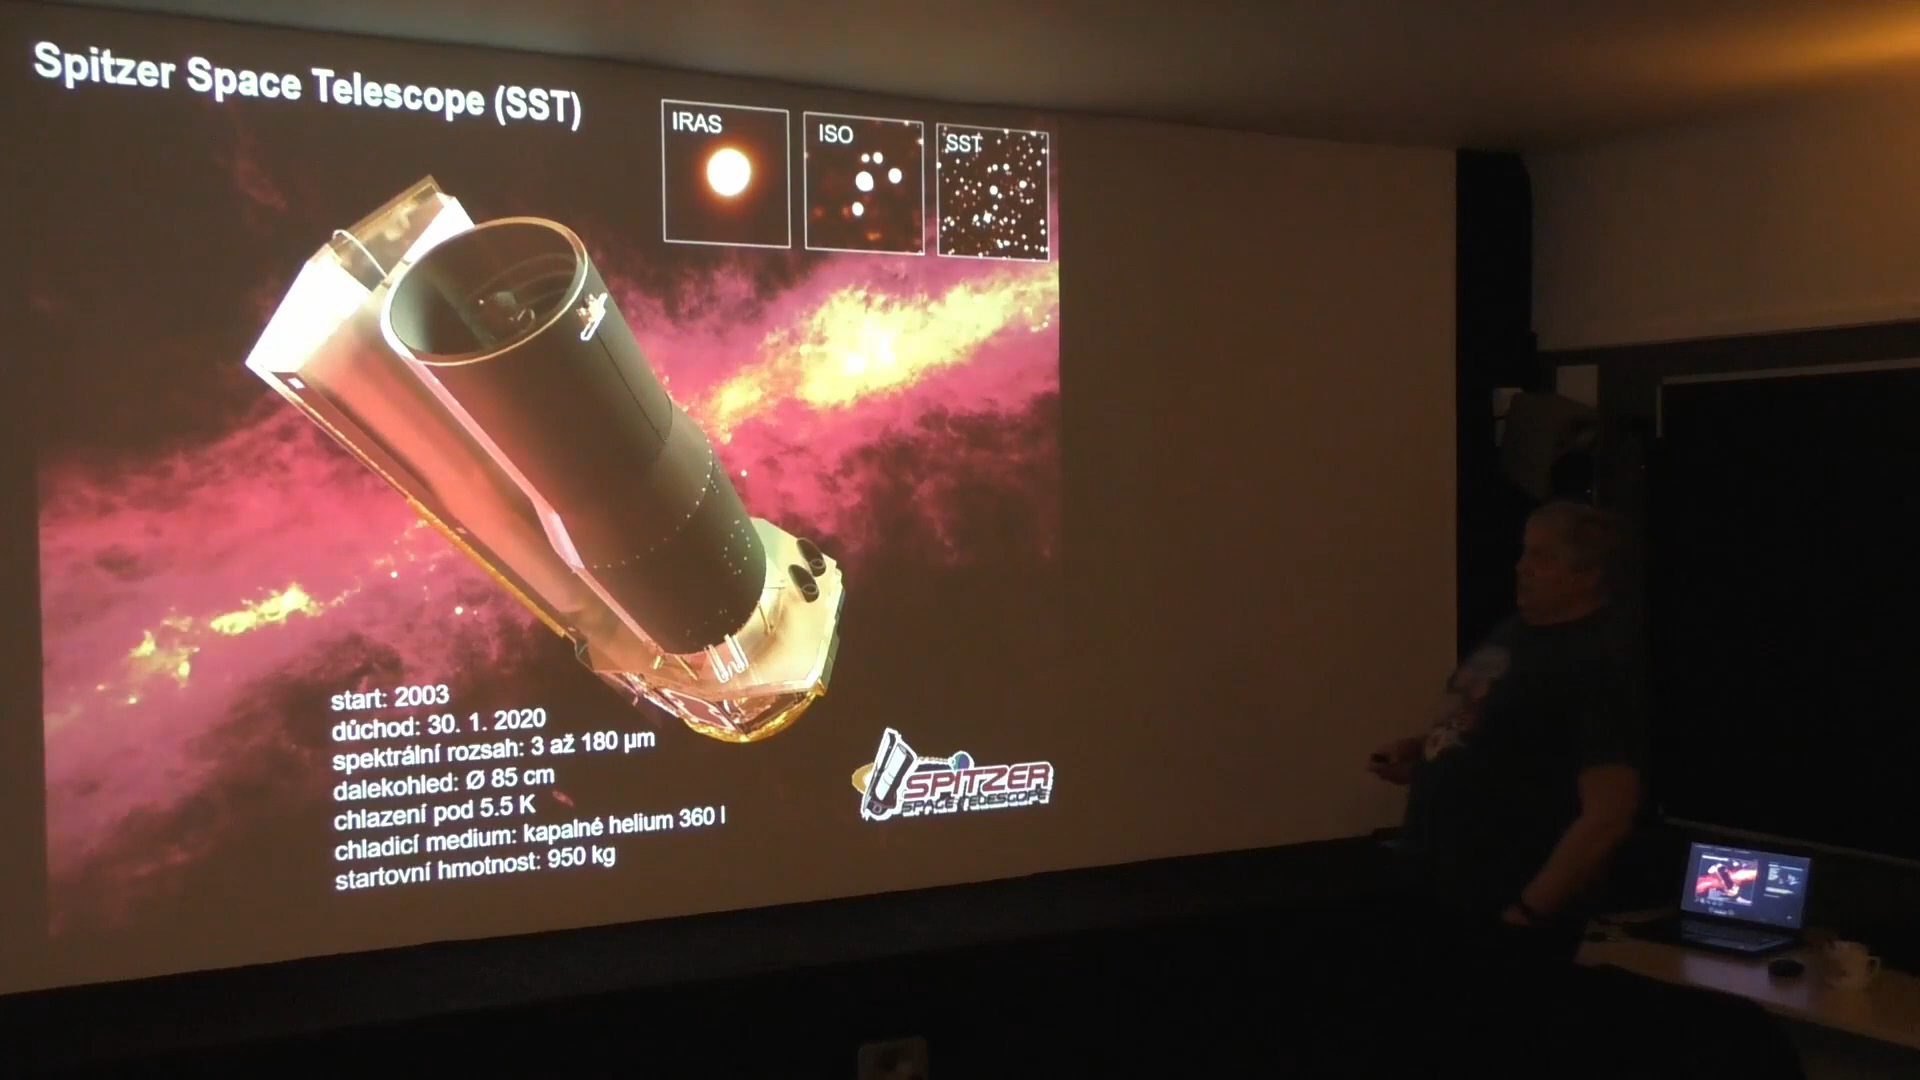 Spitzer Space Telescope (SST)
IRAS
ISO
SST
start: 2003
důchod: 30. 1. 2020
spektrální rozsah: 3 až 180 µm
dalekohled: Ø 85 cm
chlazení pod 5.5 K
chladicí medium: kapalné helium 360 l
startovní hmotnost: 950 kg
SPITZER
SPACE TELESCOPE